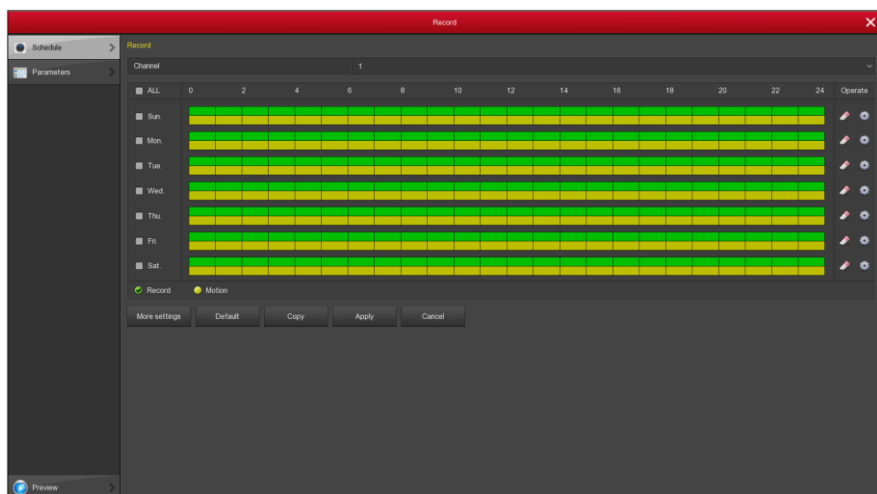 Record
Schedule
Parameters
Record
Channel 1
ALL 0 2 4 6 8 10 12 14 16 18 20 22 24 Operate
Sun.
Mon.
Tue.
Wed.
Thu.
Fri.
Sat.
Record Motion
More settings Default Copy Apply Cancel
Preview